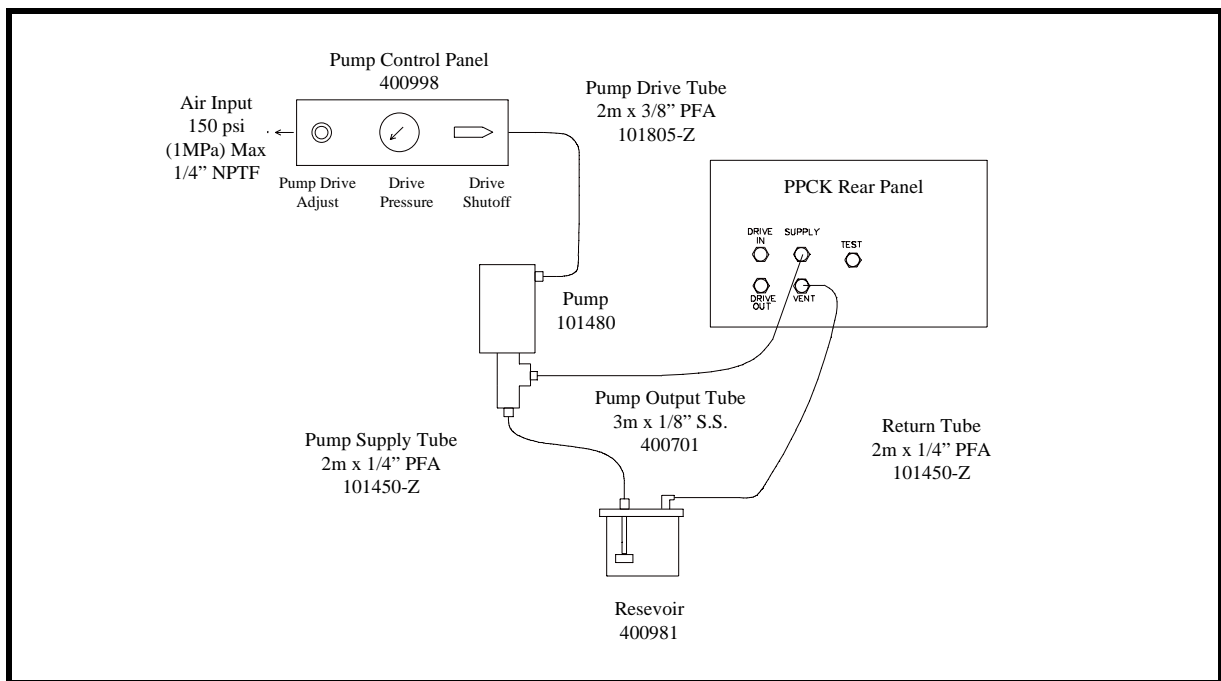 Pump Control Panel
400998
Air Input
150 psi
(1MPa) Max
1/4” NPTF
Pump Drive
Adjust
Drive
Pressure
Drive
Shutoff
Pump Drive Tube
2m x 3/8” PFA
101805-Z
PPCK Rear Panel
DRIVE
IN
SUPPLY
TEST
DRIVE
OUT
VENT
Pump
101480
Pump Output Tube
3m x 1/8” S.S.
400701
Pump Supply Tube
2m x 1/4” PFA
101450-Z
Return Tube
2m x 1/4” PFA
101450-Z
Resevoir
400981